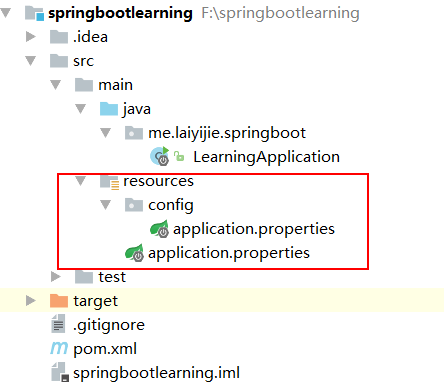 springbootlearning F:\springbootlearning
.idea
src
main
java
me.laiyijie.springboot
LearningApplication
resources
config
application.properties
application.properties
test
target
.gitignore
pom.xml
springbootlearning.iml